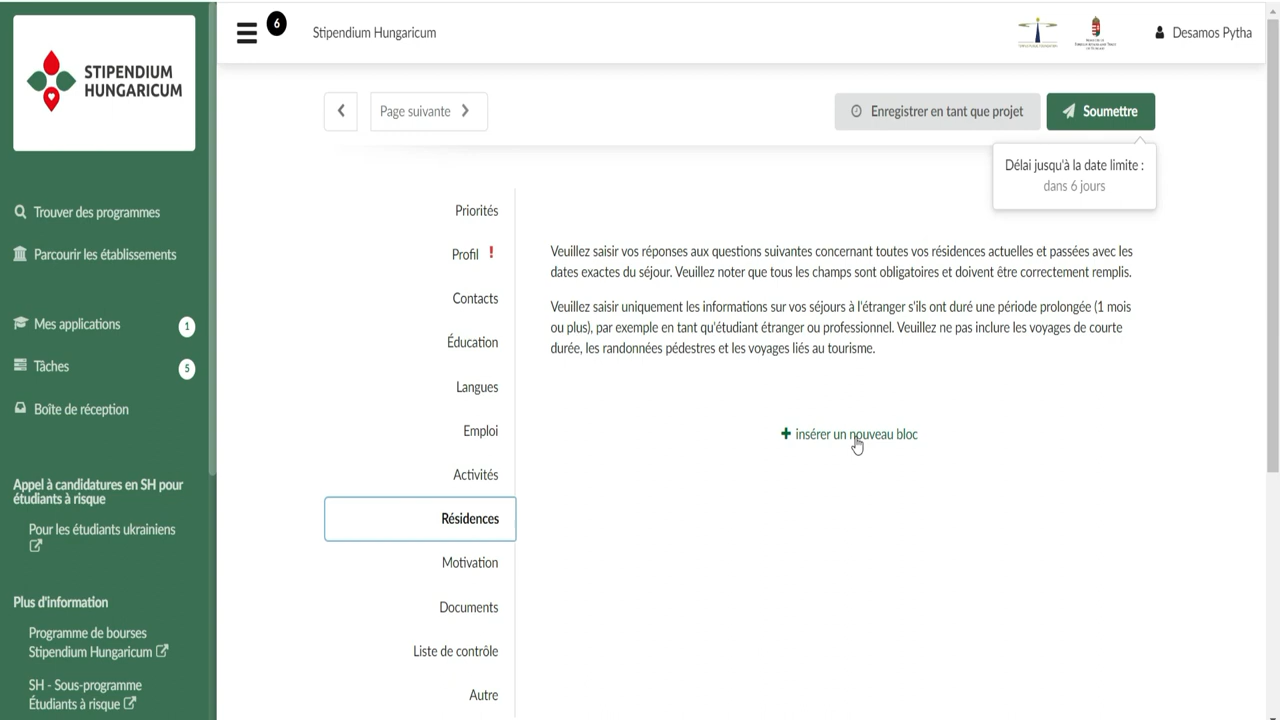 STIPENDIUM
HUNGARICUM
6
Stipendium Hungaricum
Desamos Pytha
Page suivante
Enregistrer en tant que projet
Soumettre
Délai jusqu'à la date limite :
dans 6 jours
Trouver des programmes
Parcourir les établissements
Mes applications
1
Tâches
5
Boîte de réception
Appel à candidatures en SH pour
étudiants à risque
Pour les étudiants ukrainiens
Plus d'information
Programme de bourses
Stipendium Hungaricum
SH - Sous-programme
Étudiants à risque
Priorités
Profil !
Contacts
Éducation
Langues
Emploi
Activités
Résidences
Motivation
Documents
Liste de contrôle
Autre
Veuillez saisir vos réponses aux questions suivantes concernant toutes vos résidences actuelles et passées avec les
dates exactes du séjour. Veuillez noter que tous les champs sont obligatoires et doivent être correctement remplis.
Veuillez saisir uniquement les informations sur vos séjours à l'étranger s'ils ont duré une période prolongée (1 mois
ou plus), par exemple en tant qu'étudiant étranger ou professionnel. Veuillez ne pas inclure les voyages de courte
durée, les randonnées pédestres et les voyages liés au tourisme.
+ insérer un nouveau bloc